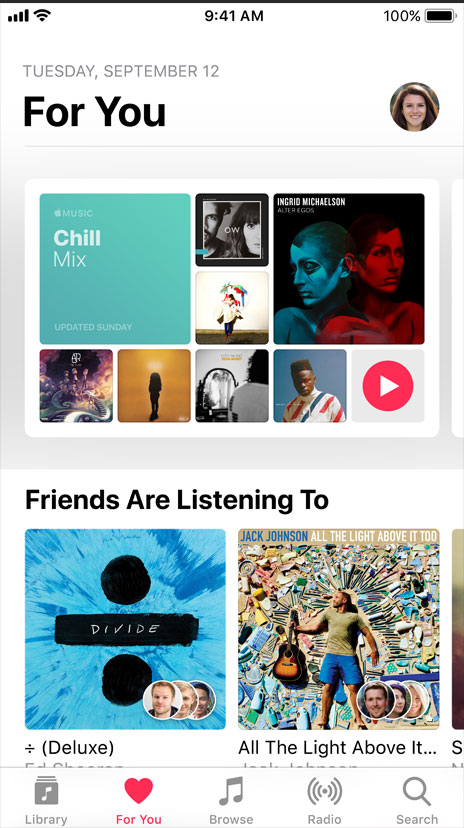 9:41 AM
100%
TUESDAY, SEPTEMBER 12
For You
MUSIC
Chill
Mix
UPDATED SUNDAY
OW
INGRID MICHAELSON
ALTER EGOS
AJR
Friends Are Listening To
DIVIDE
JACK JOHNSON ALL THE LIGHT ABOVE IT TOO
÷ (Deluxe)
All The Light Above It...
S
Ed Sheeran
Jack Johnson
Library
For You
Browse
Radio
Search